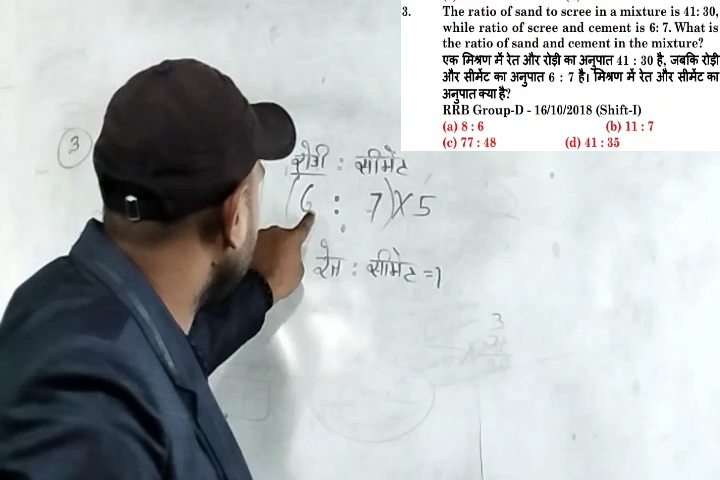 3. The ratio of sand to scree in a mixture is 41: 30,
while ratio of scree and cement is 6: 7. What is
the ratio of sand and cement in the mixture?
एक मिश्रण में रेत और रोड़ी का अनुपात 41 : 30 है, जबकि रोड़ी
और सीमेंट का अनुपात 6 : 7 है। मिश्रण में रेत और सीमेंट का
अनुपात क्या है?
RRB Group-D - 16/10/2018 (Shift-I)
(a) 8 : 6 (b) 11 : 7
(c) 77 : 48 (d) 41 : 35
3
रोड़ी : सीमेंट
(6 : 7)×5
रेत : सीमेंट = ?